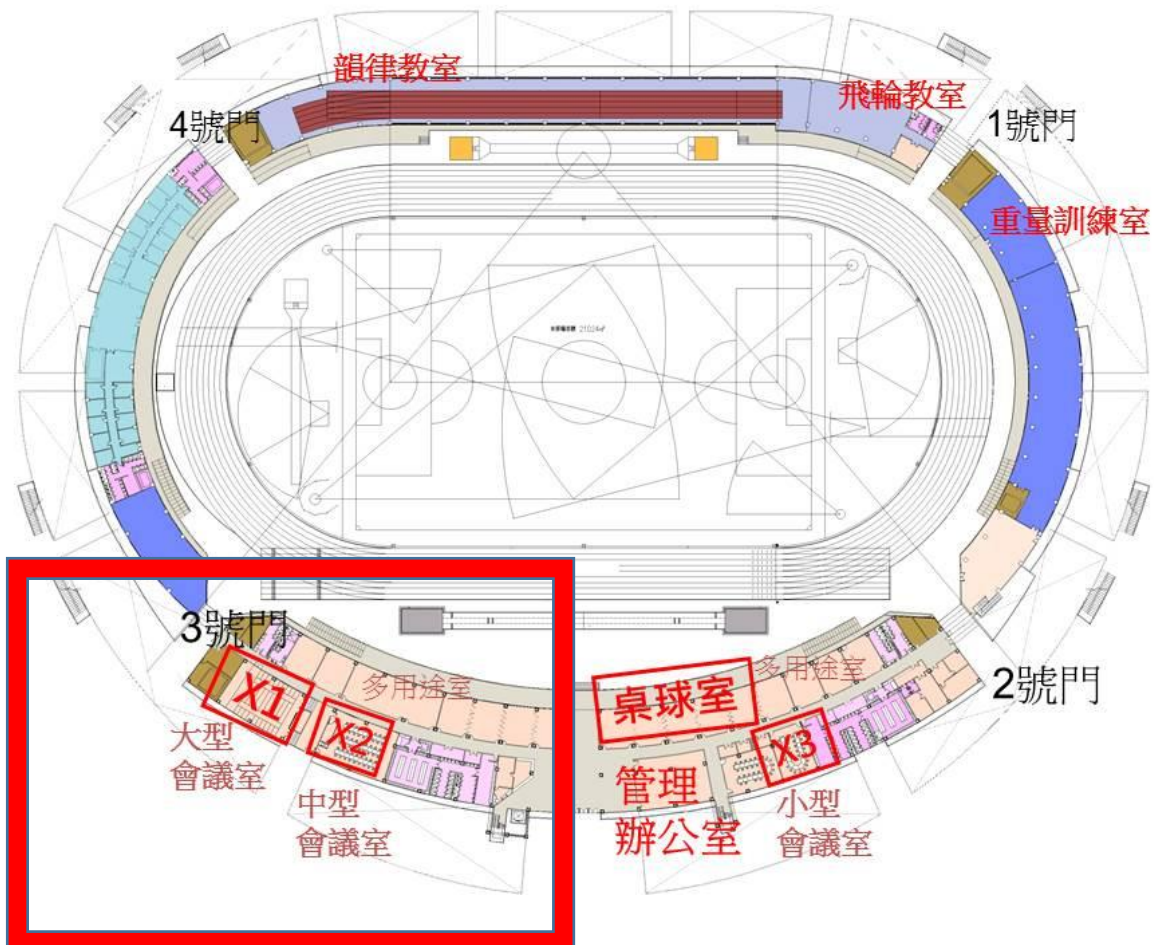 韻律教室
飛輪教室
4號門
1號門
重量訓練室
3號門
多用途室
多用途室
桌球室
2號門
X1
X2
X3
大型
會議室
中型
會議室
管理
辦公室
小型
會議室